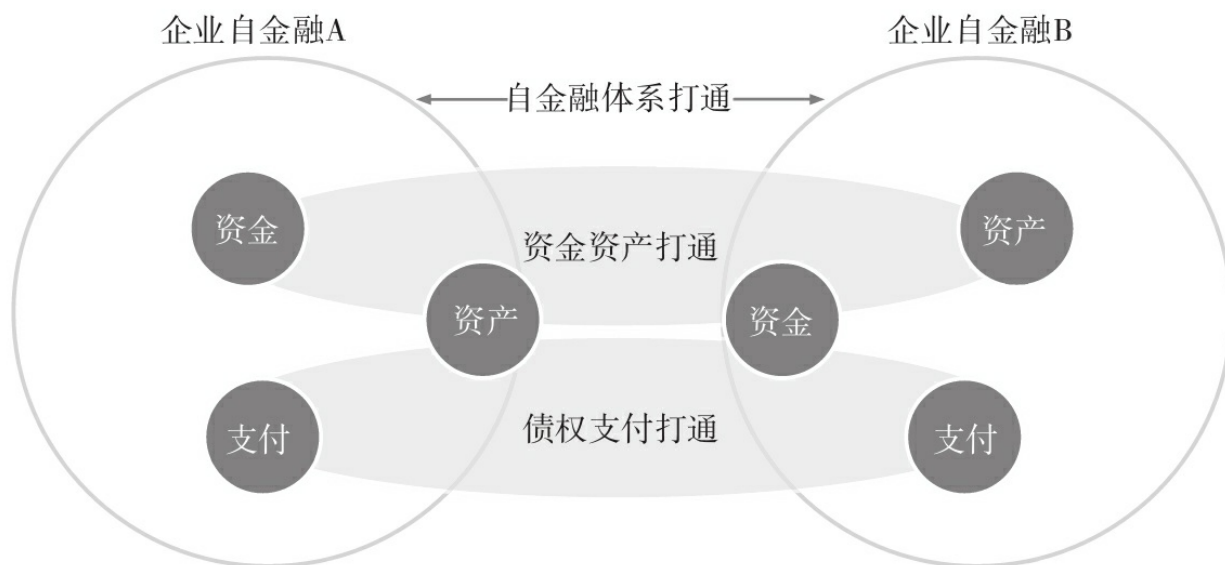 企业自金融A
企业自金融B
自金融体系打通
资金
资产
资金资产打通
资产
资金
支付
债权支付打通
支付